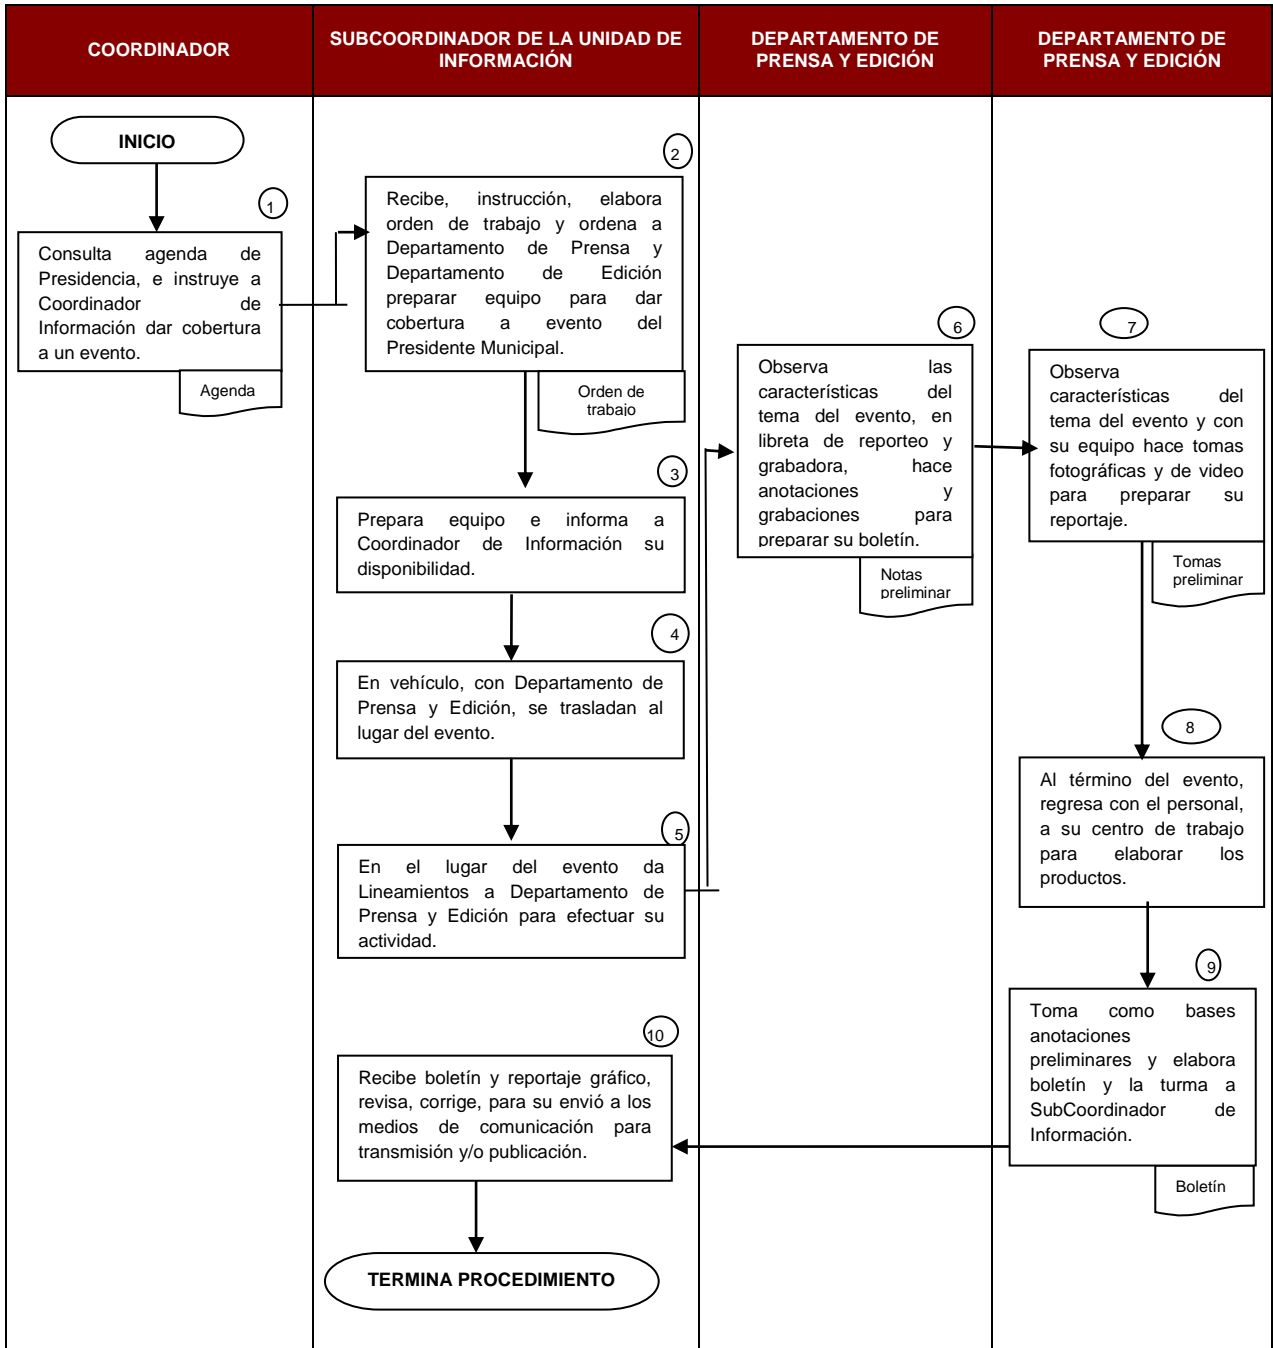 COORDINADOR
SUBCOORDINADOR DE LA UNIDAD DE
INFORMACIÓN
DEPARTAMENTO DE
PRENSA Y EDICIÓN
DEPARTAMENTO DE
PRENSA Y EDICIÓN
INICIO
1
Consulta agenda de
Presidencia, e instruye a
Coordinador de
Información dar cobertura
a un evento.
Agenda
2
Recibe, instrucción, elabora
orden de trabajo y ordena a
Departamento de Prensa y
Departamento de Edición
preparar equipo para dar
cobertura a evento del
Presidente Municipal.
Orden de
trabajo
3
Prepara equipo e informa a
Coordinador de Información su
disponibilidad.
4
En vehículo, con Departamento de
Prensa y Edición, se trasladan al
lugar del evento.
5
En el lugar del evento da
Lineamientos a Departamento de
Prensa y Edición para efectuar su
actividad.
6
Observa las
características del
tema del evento, en
libreta de reporteo y
grabadora, hace
anotaciones y
grabaciones para
preparar su boletín.
Notas
preliminar
7
Observa
características del
tema del evento y con
su equipo hace tomas
fotográficas y de video
para preparar su
reportaje.
Tomas
preliminar
8
Al término del evento,
regresa con el personal,
a su centro de trabajo
para elaborar los
productos.
9
Toma como bases
anotaciones
preliminares y elabora
boletín y la turma a
SubCoordinador de
Información.
Boletín
10
Recibe boletín y reportaje gráfico,
revisa, corrige, para su envió a los
medios de comunicación para
transmisión y/o publicación.
TERMINA PROCEDIMIENTO